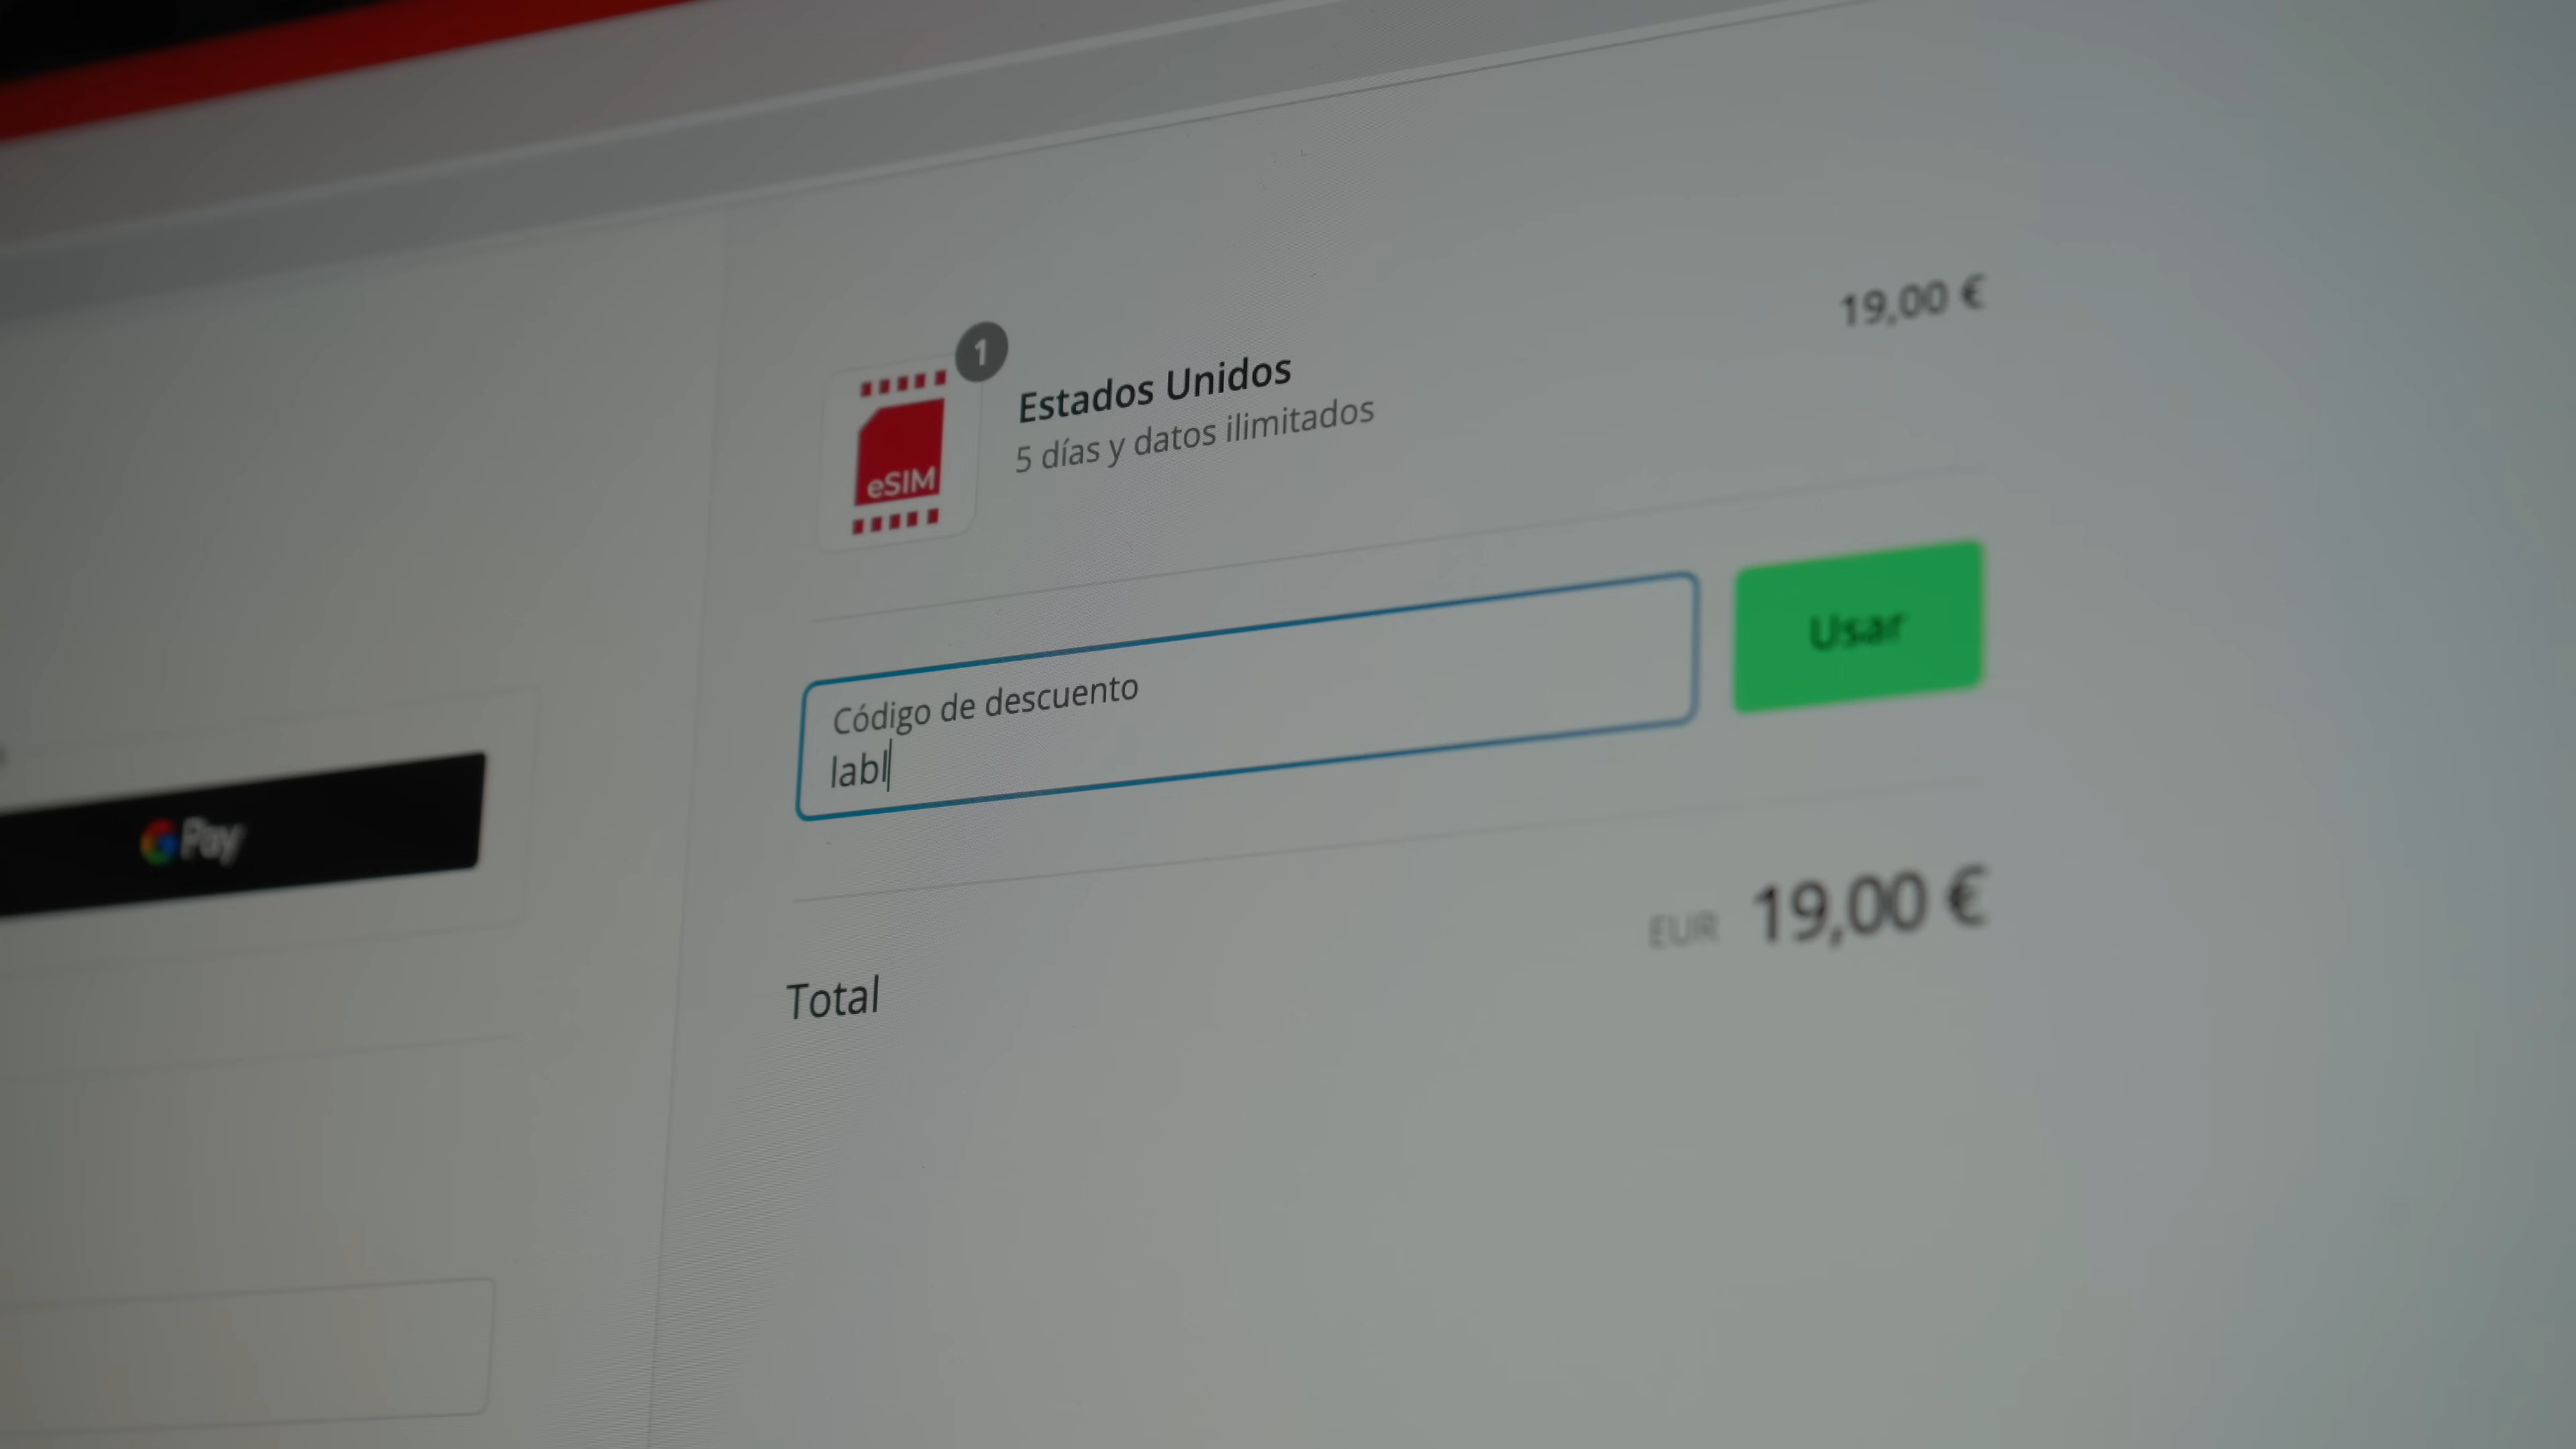 19,00 €
1
Estados Unidos
5 días y datos ilimitados
eSIM
Código de descuento
labl
Usar
G Pay
EUR 19,00 €
Total